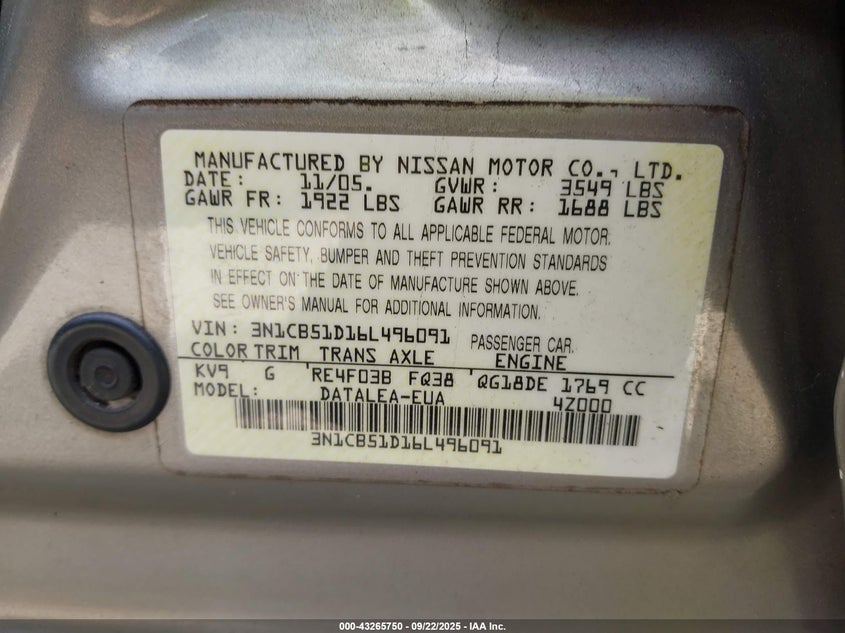 MANUFACTURED BY NISSAN MOTOR CO., LTD.
DATE: 11/05. GVWR: 3549 LBS
GAWR FR: 1922 LBS GAWR RR: 1688 LBS
THIS VEHICLE CONFORMS TO ALL APPLICABLE FEDERAL MOTOR.
VEHICLE SAFETY, BUMPER AND THEFT PREVENTION STANDARDS
IN EFFECT ON THE DATE OF MANUFACTURE SHOWN ABOVE.
SEE OWNER'S MANUAL FOR ADDITIONAL INFORMATION.
VIN: 3N1CB51D16L496091 PASSENGER CAR.
COLOR TRIM TRANS AXLE ENGINE
KV9 G RE4F03B FQ38 QG18DE 1769 CC
MODEL: DATALEA-EUA 4Z000
3N1CB51D16L496091
000-43265750 - 09/22/2025 - IAA Inc.